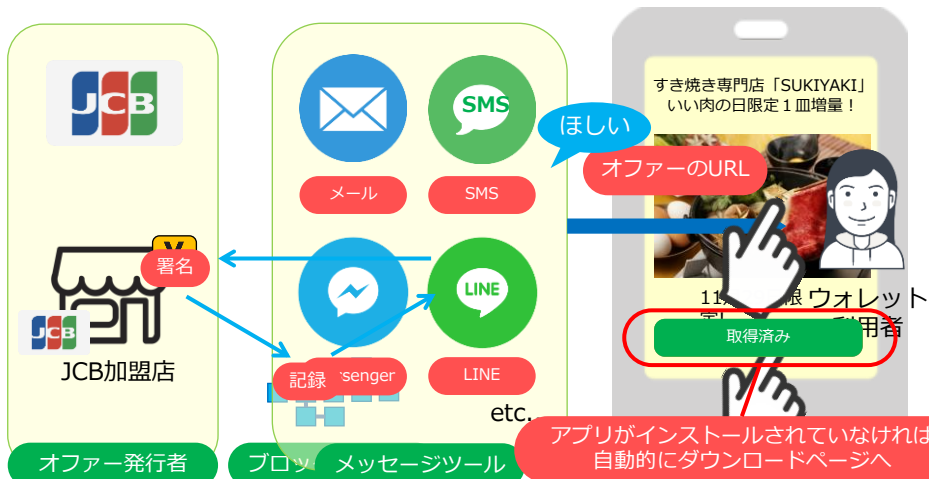 JCB
JCB加盟店
JCB
署名
オファー発行者
SMS
メール
SMS
LINE
記録
senger
LINE
etc.
ブロッ
メッセージツール
ほしい
オファーのURL
すき焼き専門店「SUKIYAKI」
いい肉の日限定１皿増量！
11
限
ウォレット
利用者
取得済み
アプリがインストールされていなければ
自動的にダウンロードページへ